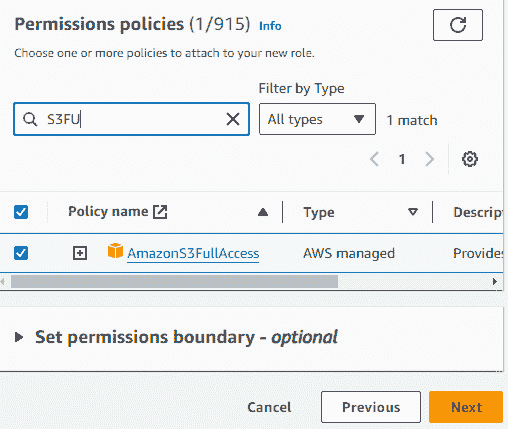 Permissions policies (1/915) Info
Choose one or more policies to attach to your new role.
Filter by Type
S3FU
All types
1 match
1
Policy name
Type
Descrip
AmazonS3FullAccess
AWS managed
Provides
Set permissions boundary - optional
Cancel
Previous
Next